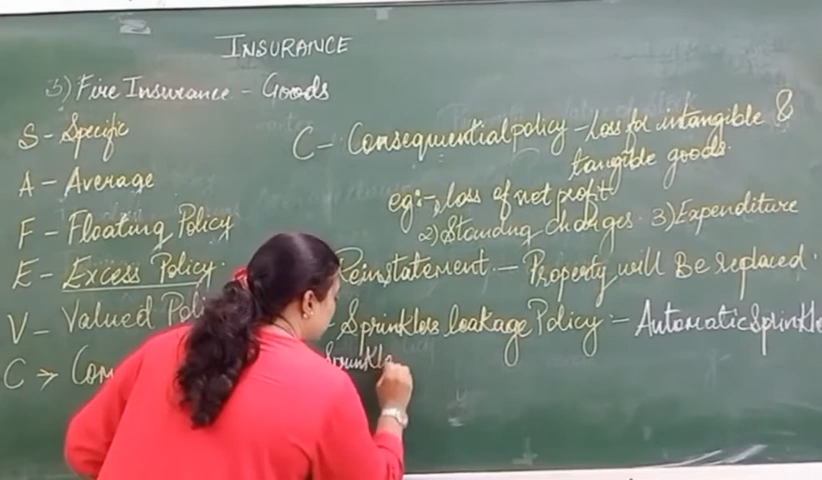 INSURANCE
3) Fire Insurance - Goods
S - Specific
A - Average
F - Floating Policy
E - Excess Policy.
V - Valued Poli
C → Com
C - Consequential policy - loss for intangible &
tangible goods.
eg:- loss of net profit
2) Standing charges. 3) Expenditure
Reinstatement - Property will Be replaced.
- Sprinklers leakage Policy - Automatic Sprinkle
Sprinkle